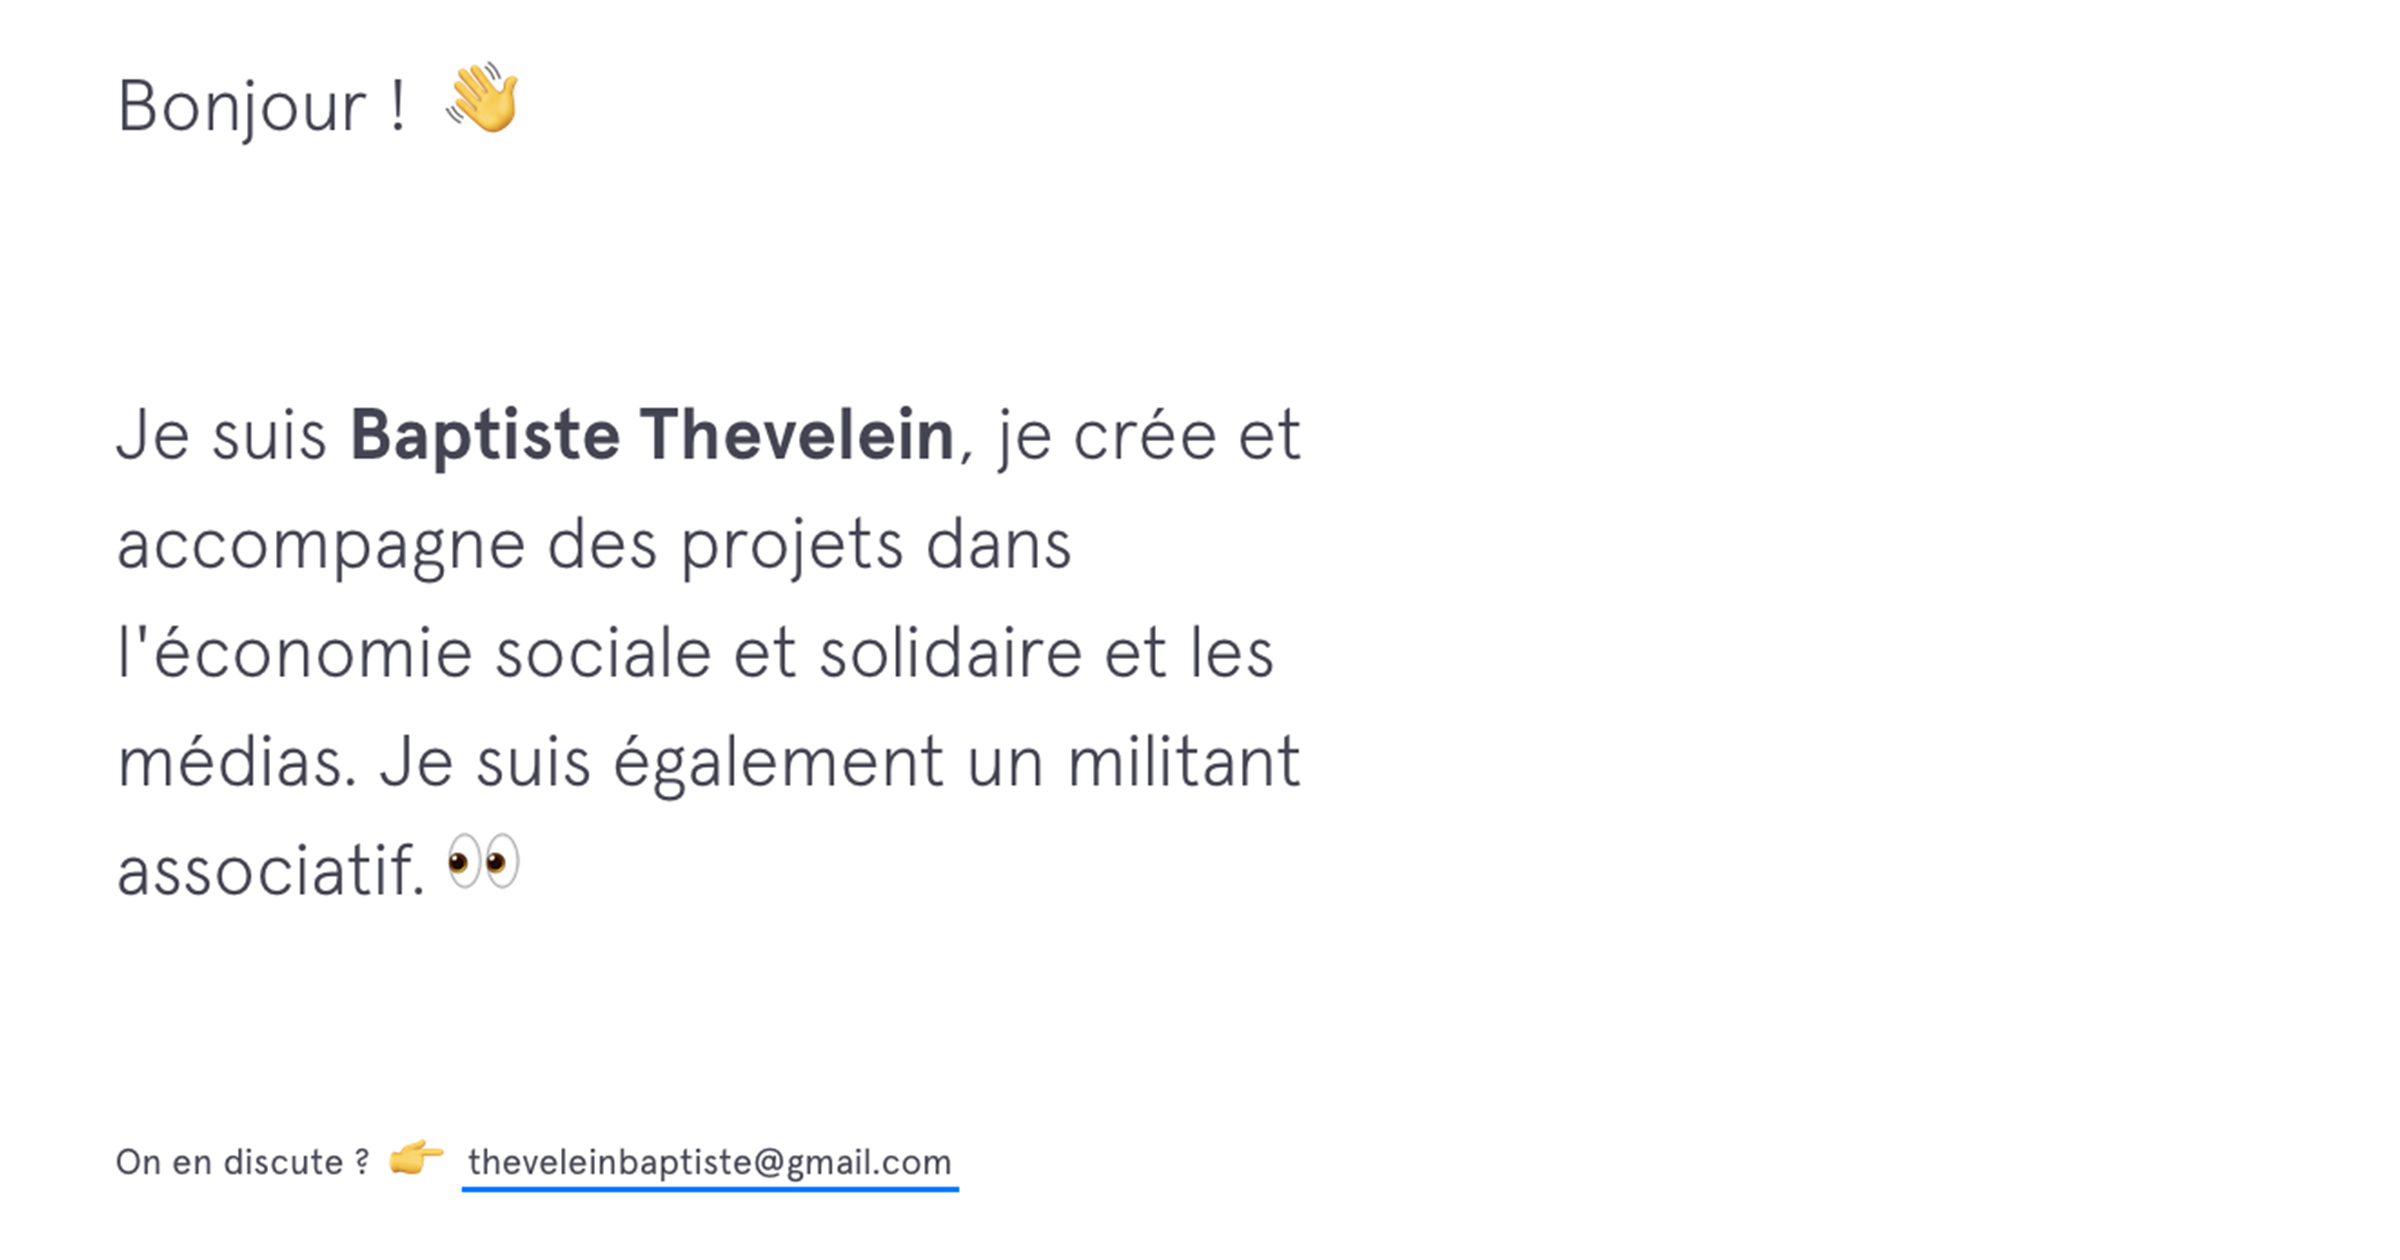 Bonjour ! 👋
Je suis Baptiste Thevelein, je crée et
accompagne des projets dans
l'économie sociale et solidaire et les
médias. Je suis également un militant
associatif. 👀
On en discute ? 👉 theveleinbaptiste@gmail.com